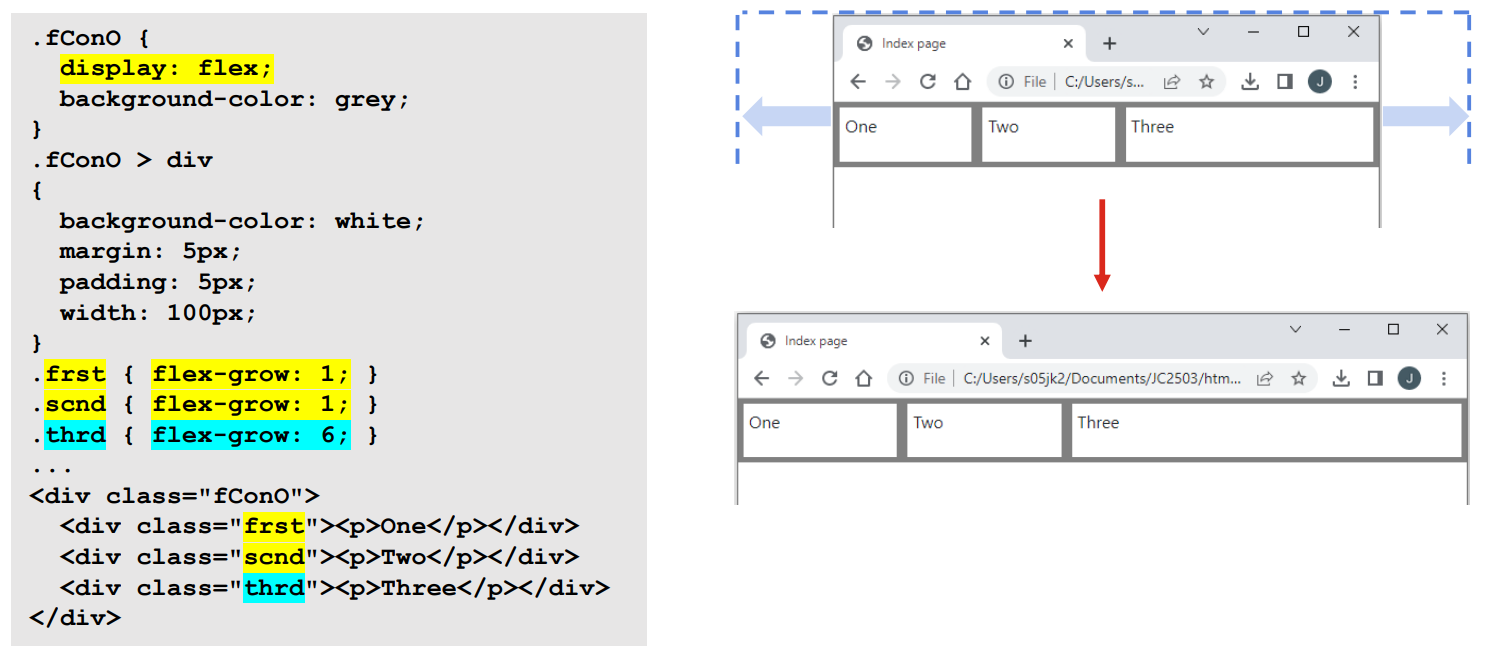 .fConO {
display: flex;
background-color: grey;
}
.fConO > div
{
background-color: white;
margin: 5px;
padding: 5px;
width: 100px;
}
.frst { flex-grow: 1; }
.scnd { flex-grow: 1; }
.thrd { flex-grow: 6; }
...
<div class="fConO">
<div class="frst"><p>One</p></div>
<div class="scnd"><p>Two</p></div>
<div class="thrd"><p>Three</p></div>
</div>
Index page
File C:/Users/s... J
One Two Three
Index page
File C:/Users/s05jk2/Documents/JC2503/htm... J
One Two Three